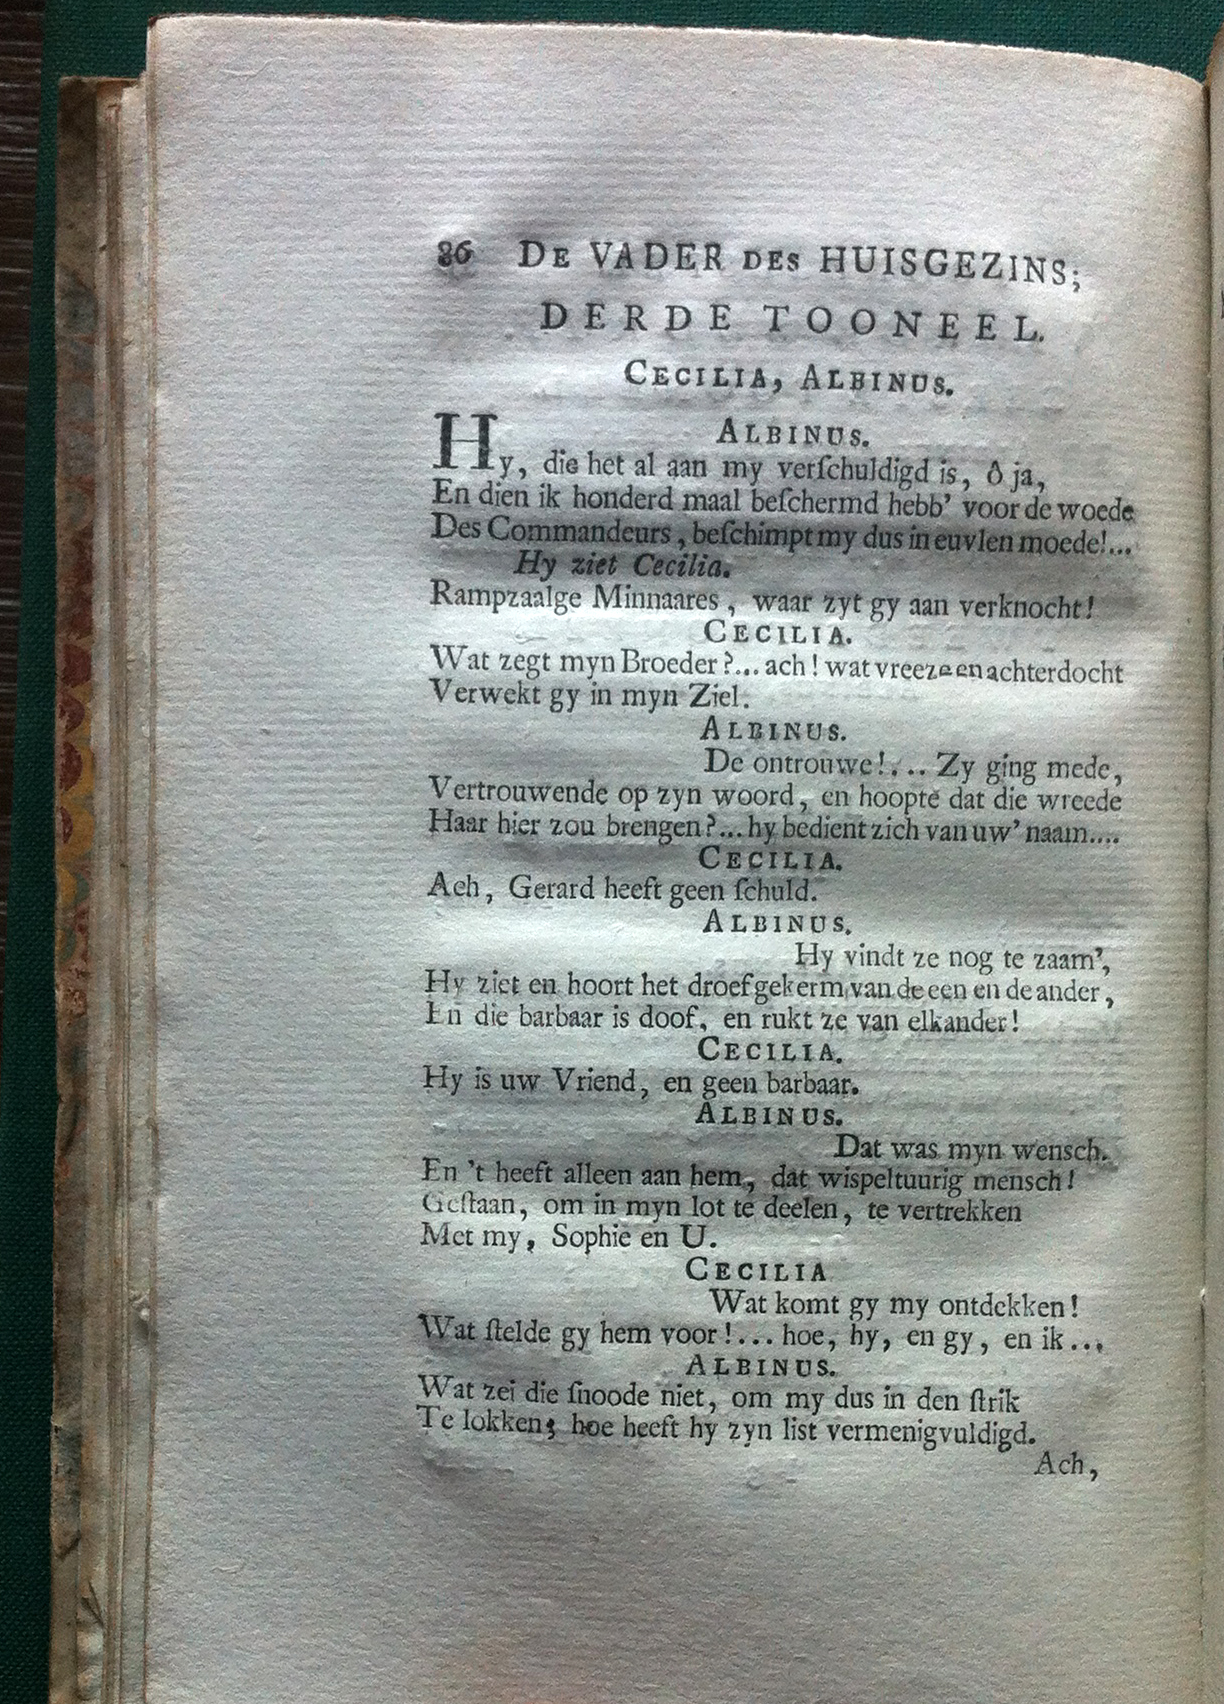 86 DE VADER DES HUISGEZINS;
DERDE TOONEEL.
CECILIA, ALBINUS.
ALBINUS.
Hy, die het al aan my verſchuldigd is, ô ja,
En dien ik honderd maal beſchermd hebb' voor de woede
Des Commandeurs, beſchimpt my dus in euvlen moede!...
Hy ziet Cecilia.
Rampzaalge Minnaares, waar zyt gy aan verknocht!
CECILIA.
Wat zegt myn Broeder?... ach! wat vreeze en achterdocht
Verwekt gy in myn Ziel.
ALBINUS.
De ontrouwe!.... Zy ging mede,
Vertrouwende op zyn woord, en hoopte dat die wreede
Haar hier zou brengen?... hy bedient zich van uw' naam....
CECILIA.
Ach, Gerard heeft geen ſchuld.
ALBINUS.
Hy vindt ze nog te zaam',
Hy ziet en hoort het droef gekerm van de een en de ander,
En die barbaar is doof, en rukt ze van elkander!
CECILIA.
Hy is uw Vriend, en geen barbaar.
ALBINUS.
Dat was myn wensch.
En 't heeft alleen aan hem, dat wispeltuurig mensch!
Geſtaan, om in myn lot te deelen, te vertrekken
Met my, Sophie en U.
CECILIA
Wat komt gy my ontdekken!
Wat ſtelde gy hem voor!... hoe, hy, en gy, en ik...
ALBINUS.
Wat zei die ſnoode niet, om my dus in den ſtrik
Te lokken; hoe heeft hy zyn list vermenigvuldigd.
Ach,